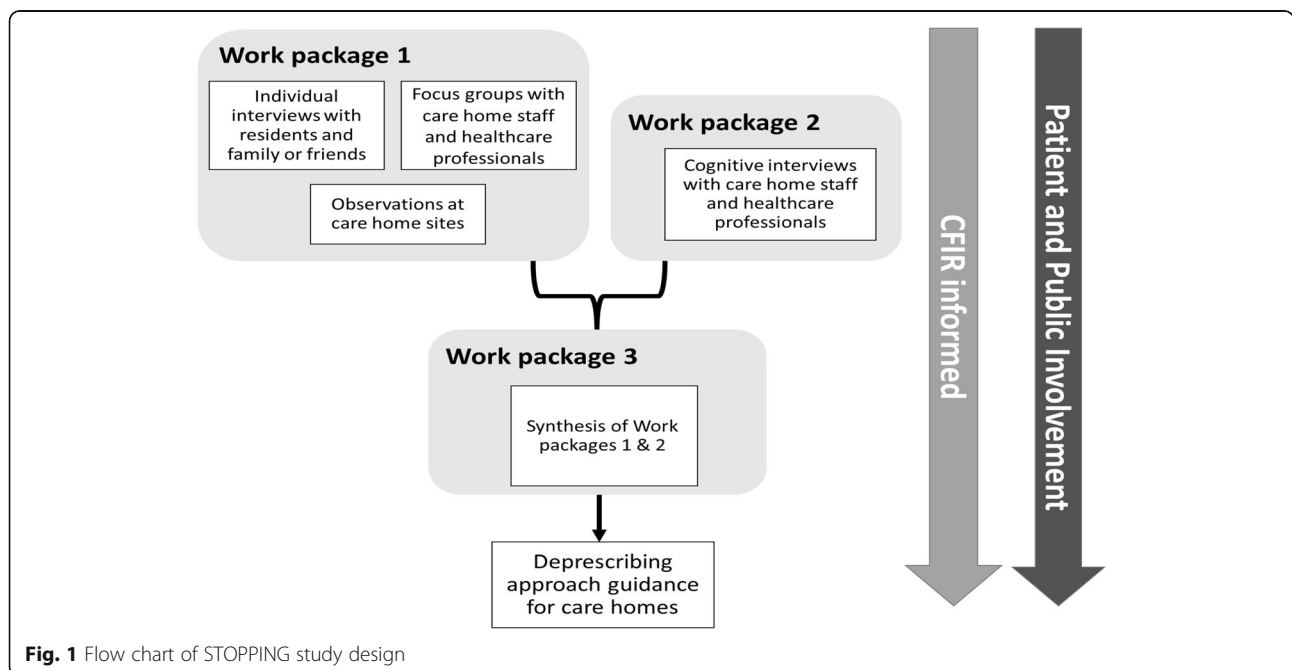 Work package 1
Individual
interviews with
residents and
family or friends
Focus groups with
care home staff
and healthcare
professionals
Observations at
care home sites
Work package 2
Cognitive interviews
with care home staff
and healthcare
professionals
Work package 3
Synthesis of Work
packages 1 & 2
Deprescribing
approach guidance
for care homes
CFIR informed
Patient and Public Involvement
Fig. 1 Flow chart of STOPPING study design